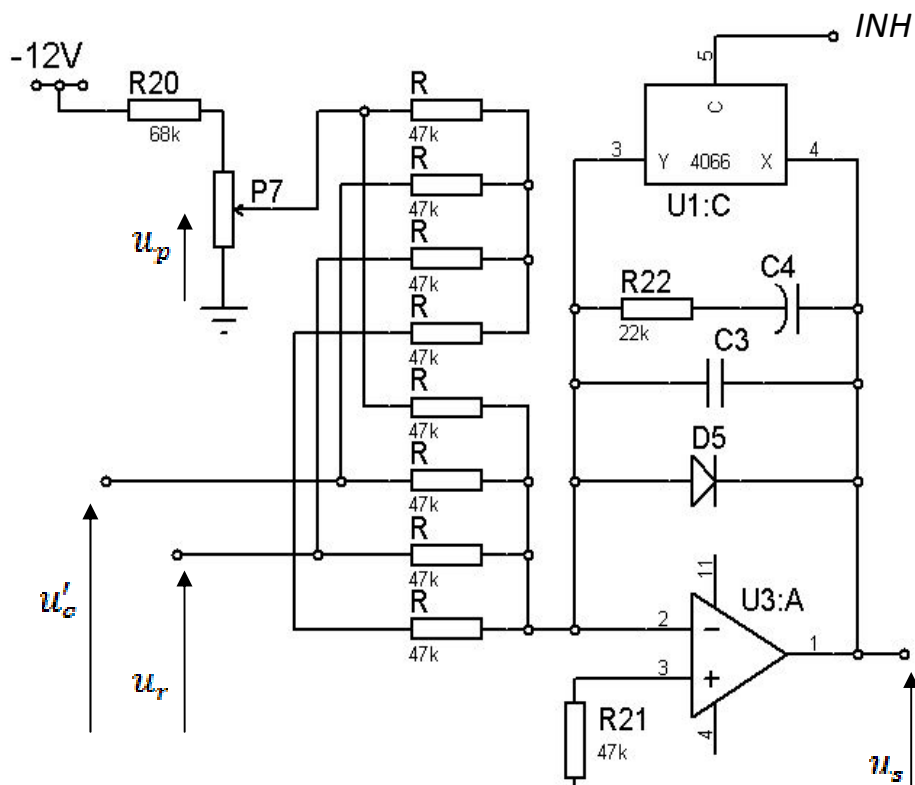 INH
-12V
R20
68k
P7
u_p
R
47k
R
47k
R
47k
R
47k
R
47k
R
47k
R
47k
R
47k
5
C
3
Y
4066
X
4
U1:C
R22
22k
C4
C3
D5
11
U3:A
2
−
1
3
+
4
R21
47k
u'_c
u_r
u_s